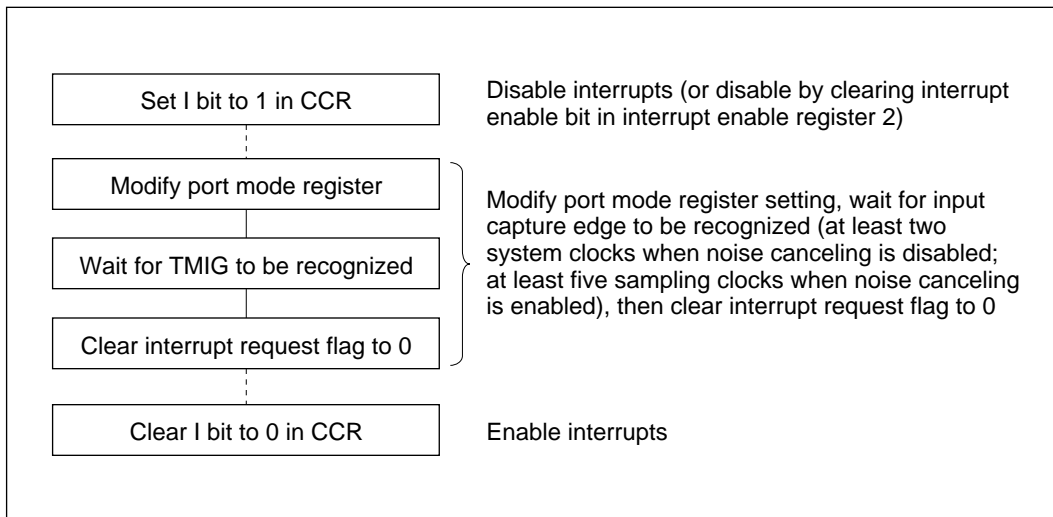 Set I bit to 1 in CCR
Disable interrupts (or disable by clearing interrupt
enable bit in interrupt enable register 2)
Modify port mode register
Wait for TMIG to be recognized
Clear interrupt request flag to 0
Modify port mode register setting, wait for input
capture edge to be recognized (at least two
system clocks when noise canceling is disabled;
at least five sampling clocks when noise canceling
is enabled), then clear interrupt request flag to 0
Clear I bit to 0 in CCR
Enable interrupts